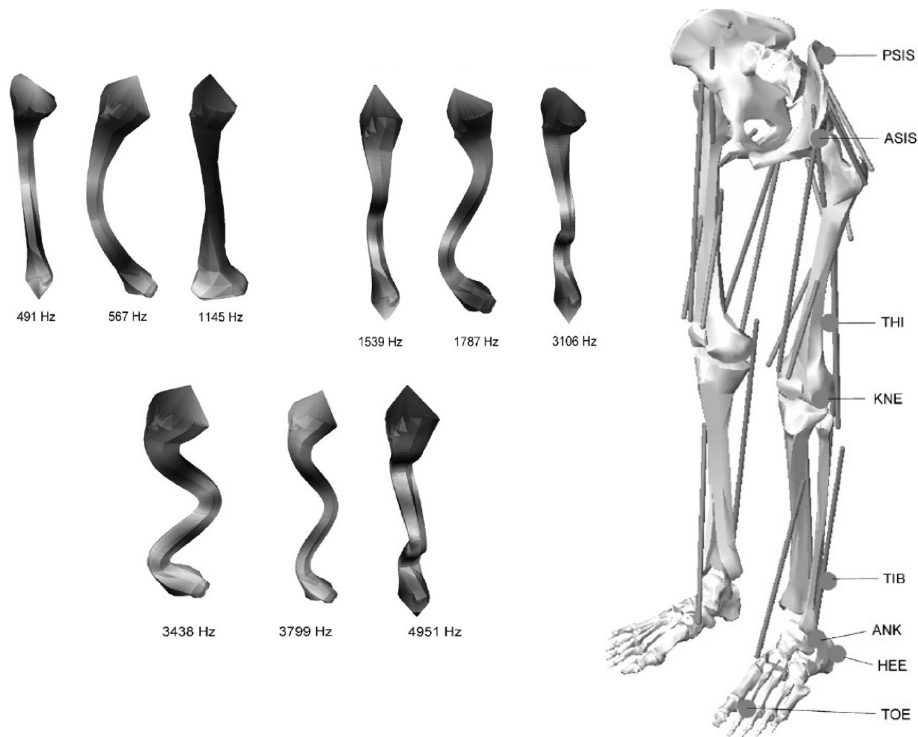 491 Hz
567 Hz
1145 Hz
1539 Hz
1787 Hz
3106 Hz
3438 Hz
3799 Hz
4951 Hz
PSIS
ASIS
THI
KNE
TIB
ANK
HEE
TOE